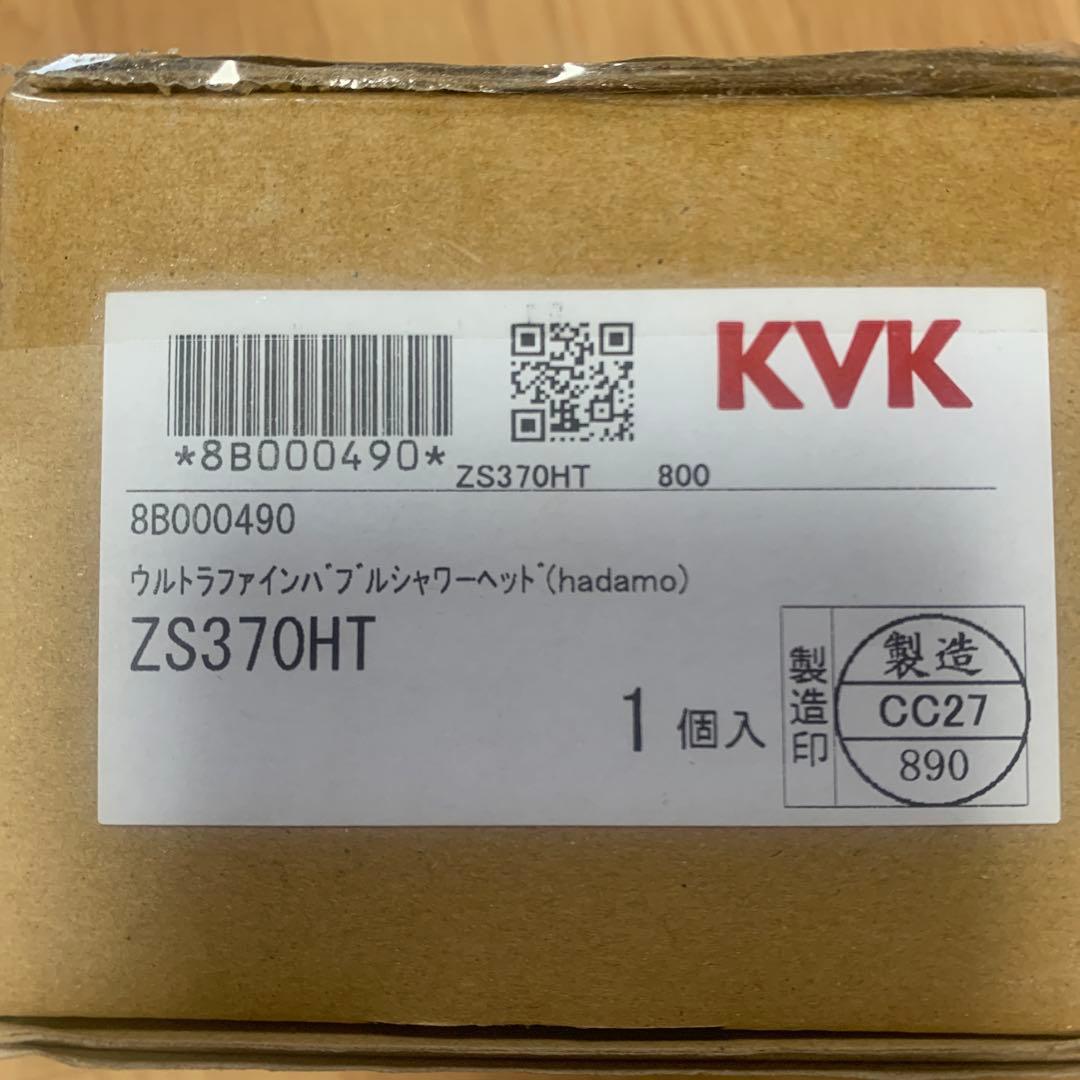 KVK
*8B000490*
ZS370HT 800
8B000490
ｳﾙﾄﾗﾌｧｲﾝﾊﾞﾌﾞﾙｼｬﾜｰﾍｯﾄﾞ(hadamo)
ZS370HT
1 個入
製造印
製造
CC27
890